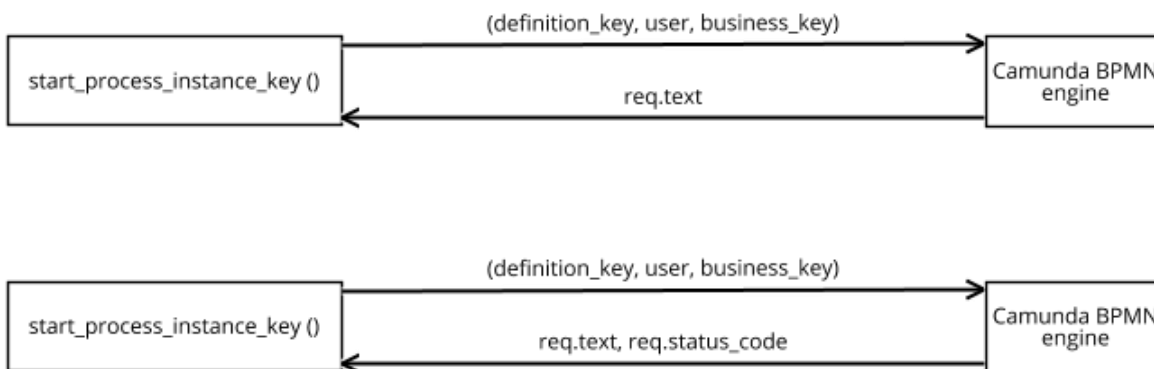 (definition_key, user, business_key)
start_process_instance_key ()
Camunda BPMN
engine
req.text
(definition_key, user, business_key)
start_process_instance_key ()
Camunda BPMN
engine
req.text, req.status_code